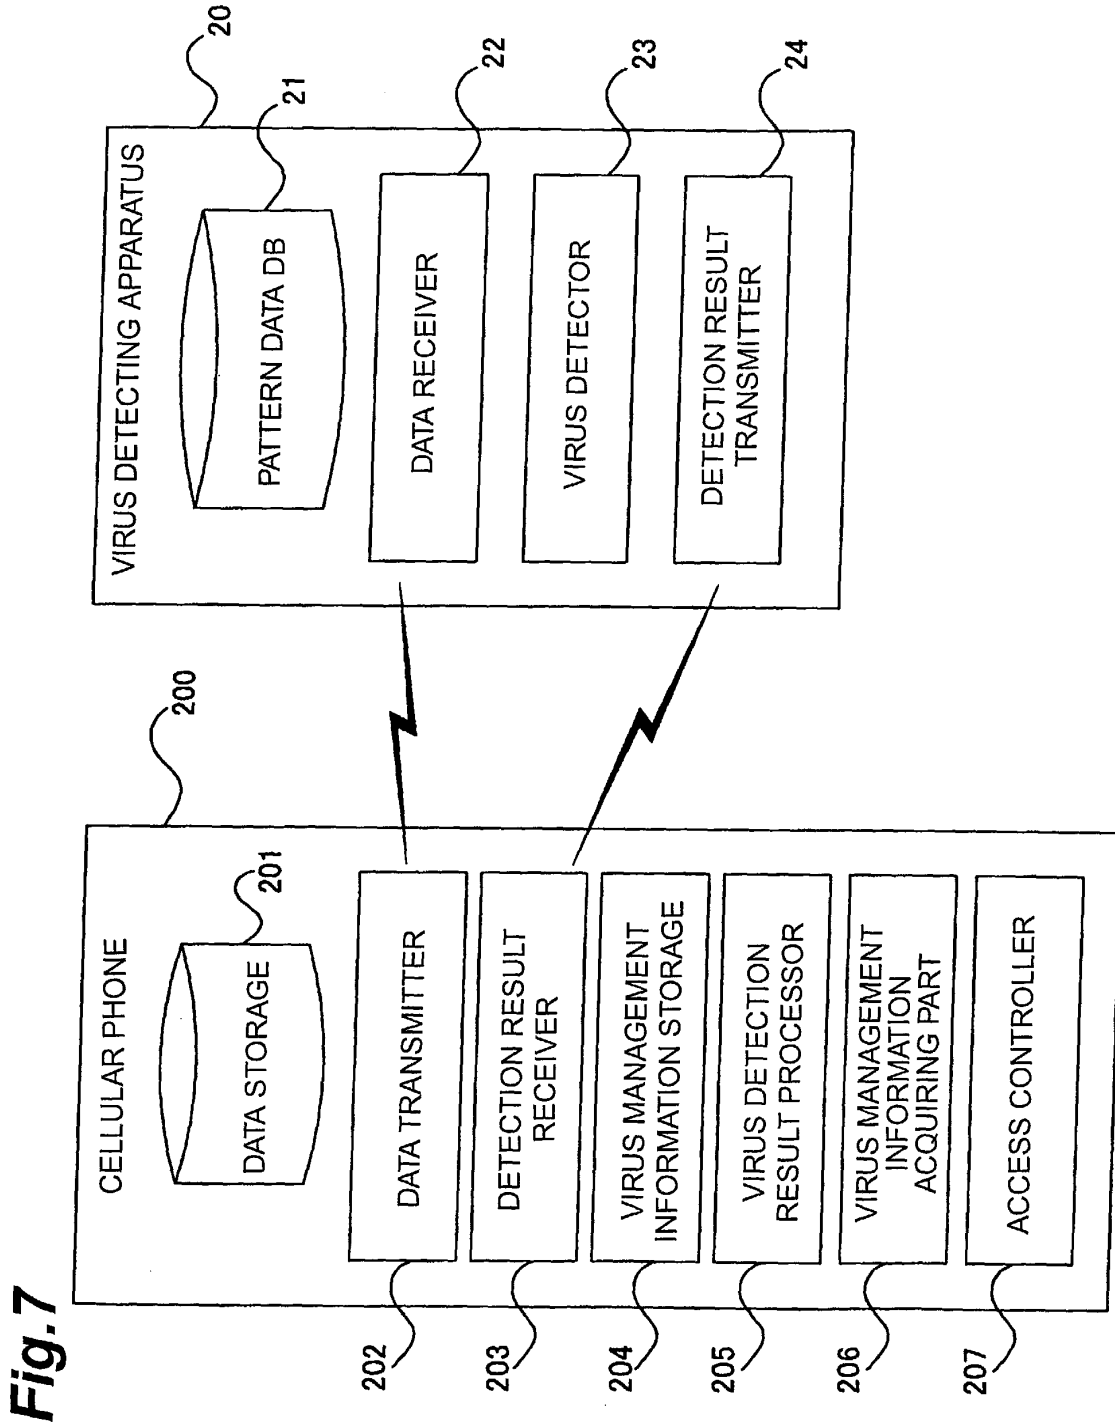 Fig.7
CELLULAR PHONE
200
DATA STORAGE
201
DATA TRANSMITTER
202
DETECTION RESULT
RECEIVER
203
VIRUS MANAGEMENT
INFORMATION STORAGE
204
VIRUS DETECTION
RESULT PROCESSOR
205
VIRUS MANAGEMENT
INFORMATION
ACQUIRING PART
206
ACCESS CONTROLLER
207
VIRUS DETECTING APPARATUS
20
PATTERN DATA DB
21
DATA RECEIVER
22
VIRUS DETECTOR
23
DETECTION RESULT
TRANSMITTER
24